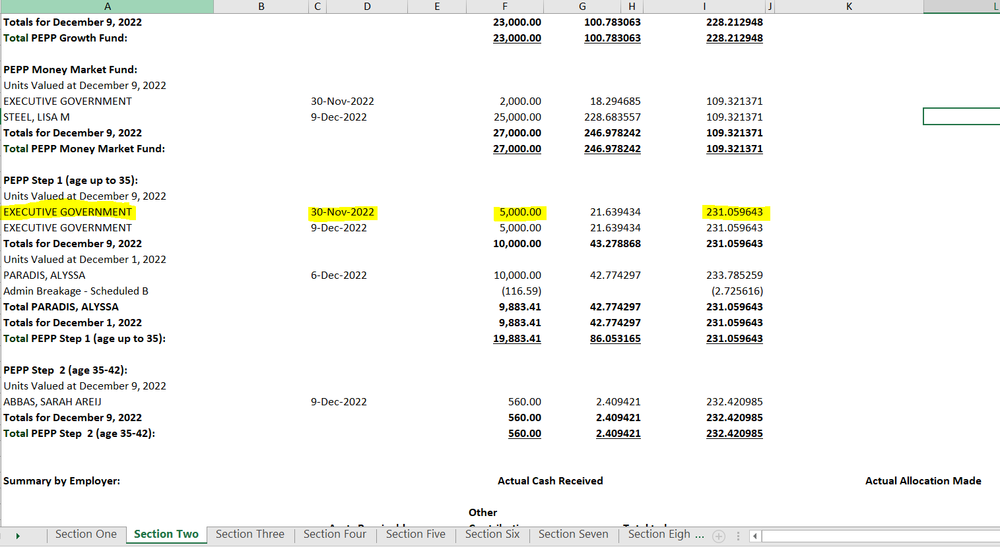 A B C D E F G H I J K L
Totals for December 9, 2022 23,000.00 100.783063 228.212948
Total PEPP Growth Fund: 23,000.00 100.783063 228.212948
PEPP Money Market Fund:
Units Valued at December 9, 2022
EXECUTIVE GOVERNMENT 30-Nov-2022 2,000.00 18.294685 109.321371
STEEL, LISA M 9-Dec-2022 25,000.00 228.683557 109.321371
Totals for December 9, 2022 27,000.00 246.978242 109.321371
Total PEPP Money Market Fund: 27,000.00 246.978242 109.321371
PEPP Step 1 (age up to 35):
Units Valued at December 9, 2022
EXECUTIVE GOVERNMENT 30-Nov-2022 5,000.00 21.639434 231.059643
EXECUTIVE GOVERNMENT 9-Dec-2022 5,000.00 21.639434 231.059643
Totals for December 9, 2022 10,000.00 43.278868 231.059643
Units Valued at December 1, 2022
PARADIS, ALYSSA 6-Dec-2022 10,000.00 42.774297 233.785259
Admin Breakage - Scheduled B (116.59) (2.725616)
Total PARADIS, ALYSSA 9,883.41 42.774297 231.059643
Totals for December 1, 2022 9,883.41 42.774297 231.059643
Total PEPP Step 1 (age up to 35): 19,883.41 86.053165 231.059643
PEPP Step 2 (age 35-42):
Units Valued at December 9, 2022
ABBAS, SARAH AREIJ 9-Dec-2022 560.00 2.409421 232.420985
Totals for December 9, 2022 560.00 2.409421 232.420985
Total PEPP Step 2 (age 35-42): 560.00 2.409421 232.420985
Summary by Employer: Actual Cash Received Actual Allocation Made
Other
Section One Section Two Section Three Section Four Section Five Section Six Section Seven Section Eigh ...